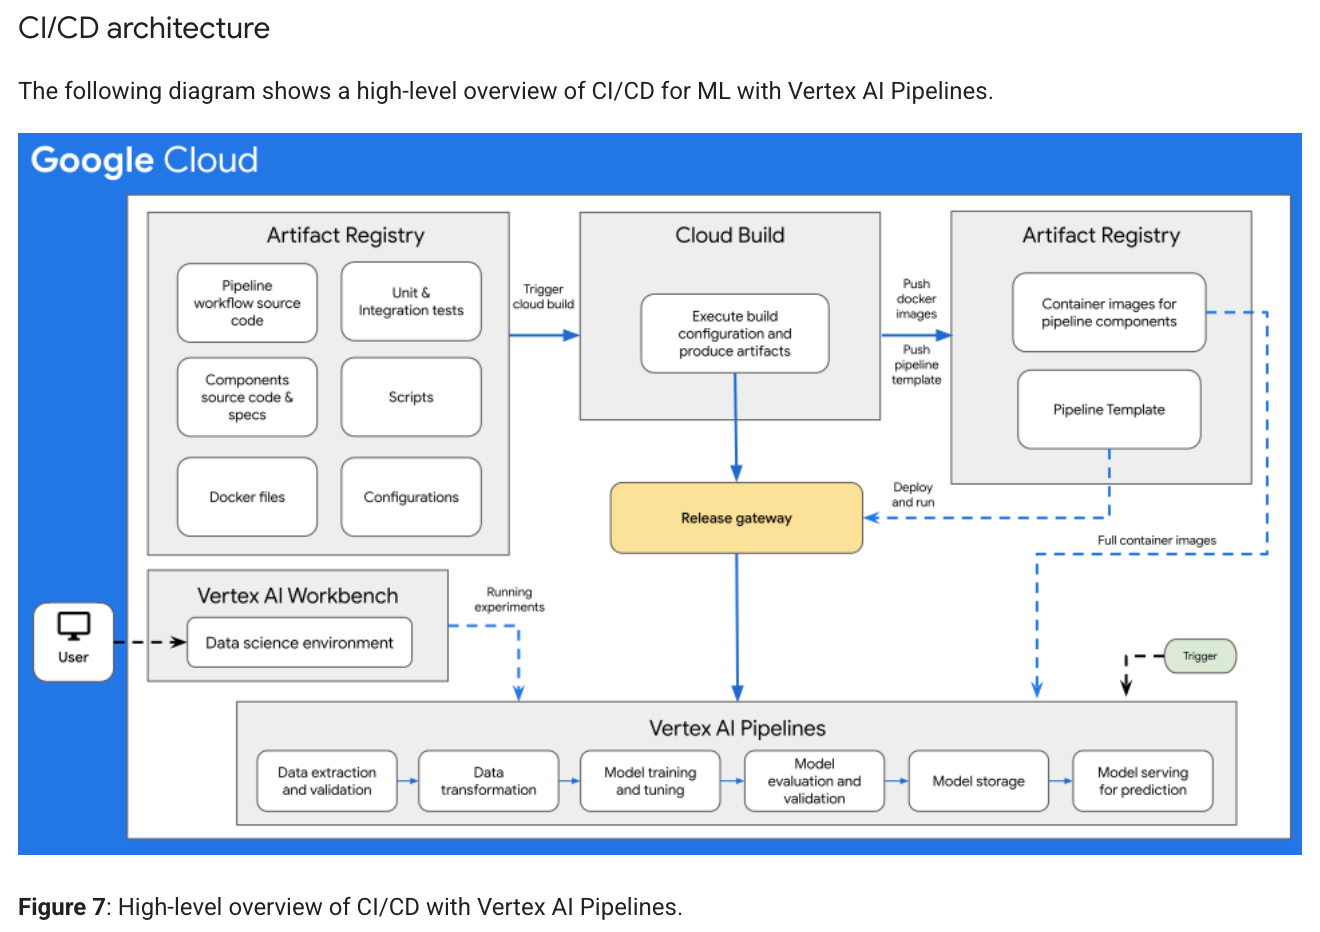 CI/CD architecture
The following diagram shows a high-level overview of CI/CD for ML with Vertex AI Pipelines.
Google Cloud
Artifact Registry
Pipeline
workflow source
code
Unit &
Integration tests
Components
source code &
specs
Scripts
Docker files
Configurations
Trigger
cloud build
Cloud Build
Execute build
configuration and
produce artifacts
Push
docker
images
Push
pipeline
template
Artifact Registry
Container images for
pipeline components
Pipeline Template
Release gateway
Deploy
and run
Full container images
User
Vertex AI Workbench
Data science environment
Running
experiments
Trigger
Vertex AI Pipelines
Data extraction
and validation
Data
transformation
Model training
and tuning
Model
evaluation and
validation
Model storage
Model serving
for prediction
Figure 7: High-level overview of CI/CD with Vertex AI Pipelines.